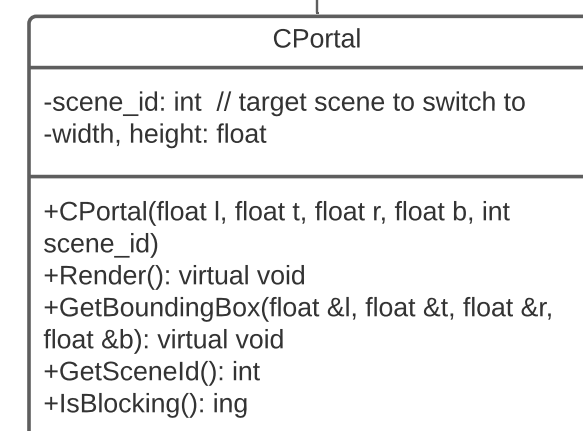 CPortal
-scene_id: int  // target scene to switch to
-width, height: float
+CPortal(float l, float t, float r, float b, int
scene_id)
+Render(): virtual void
+GetBoundingBox(float &l, float &t, float &r,
float &b): virtual void
+GetSceneId(): int
+IsBlocking(): ing